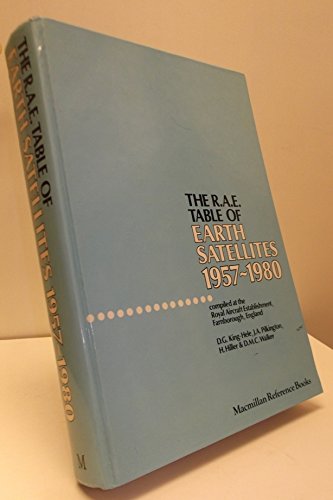 THE R.A.E. TABLE OF
EARTH SATELLITES 1957-1980
M
THE R.A.E.
TABLE OF
EARTH
SATELLITES
1957-1980
compiled at the
Royal Aircraft Establishment,
Farnborough, England
D.G. King-Hele, J.A. Pilkington,
H. Hiller & D.M.C. Walker
Macmillan Reference Books